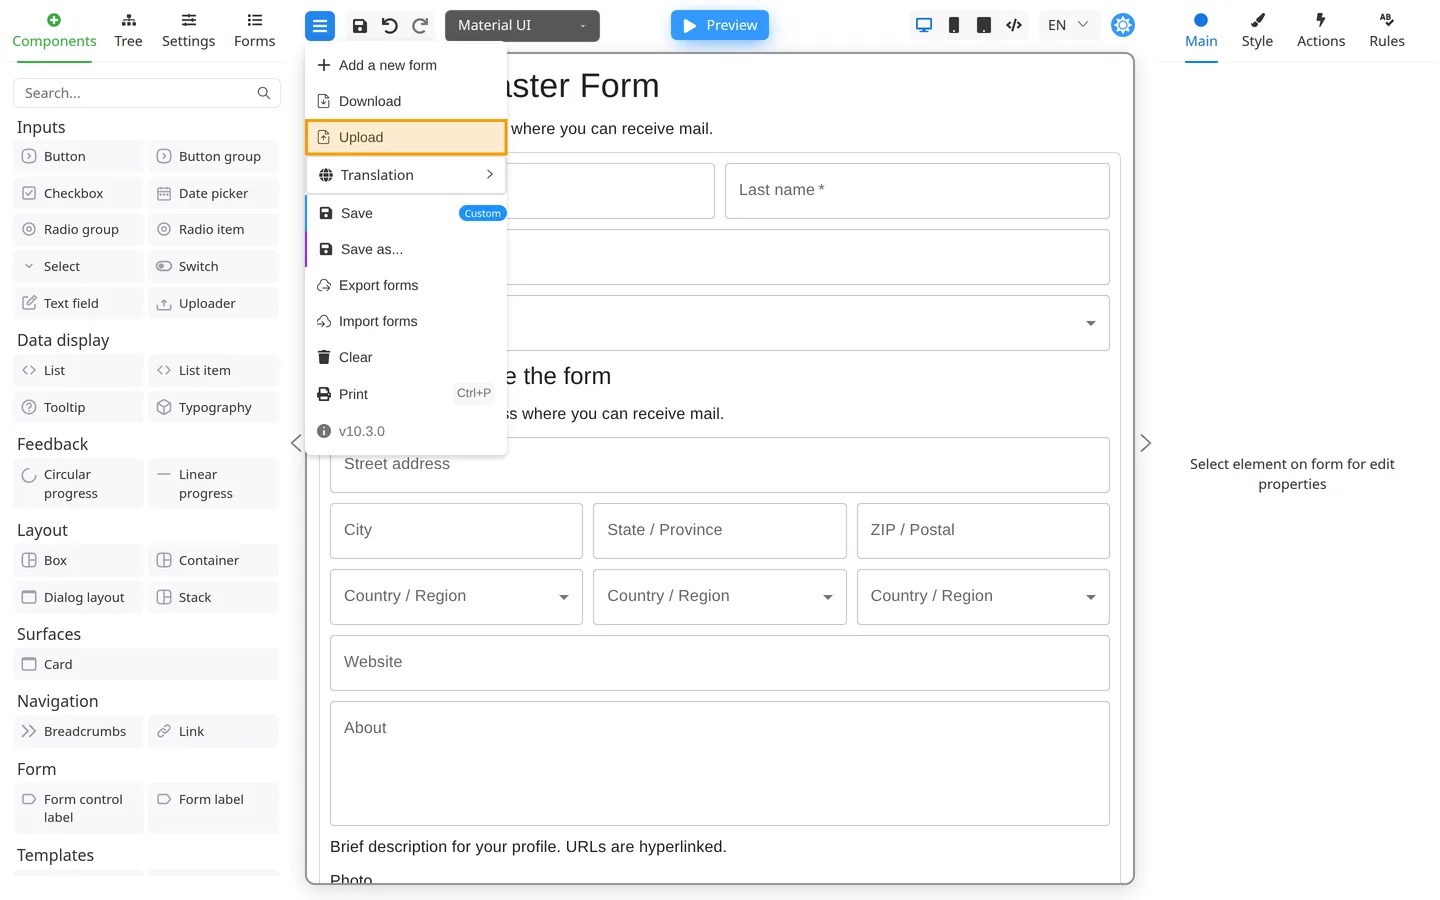 Components
Tree
Settings
Forms
Material UI
Preview
EN
Main
Style
Actions
Rules
Search...
Inputs
Button
Button group
Checkbox
Date picker
Radio group
Radio item
Select
Switch
Text field
Uploader
Data display
List
List item
Tooltip
Typography
Feedback
Circular progress
Linear progress
Layout
Box
Container
Dialog layout
Stack
Surfaces
Card
Navigation
Breadcrumbs
Link
Form
Form control label
Form label
Templates
Add a new form
Download
Upload
Translation
Save
Custom
Save as...
Export forms
Import forms
Clear
Print
Ctrl+P
v10.3.0
aster Form
where you can receive mail.
Last name *
e the form
ss where you can receive mail.
Street address
City
State / Province
ZIP / Postal
Country / Region
Country / Region
Country / Region
Website
About
Brief description for your profile. URLs are hyperlinked.
Photo
Select element on form for edit
properties